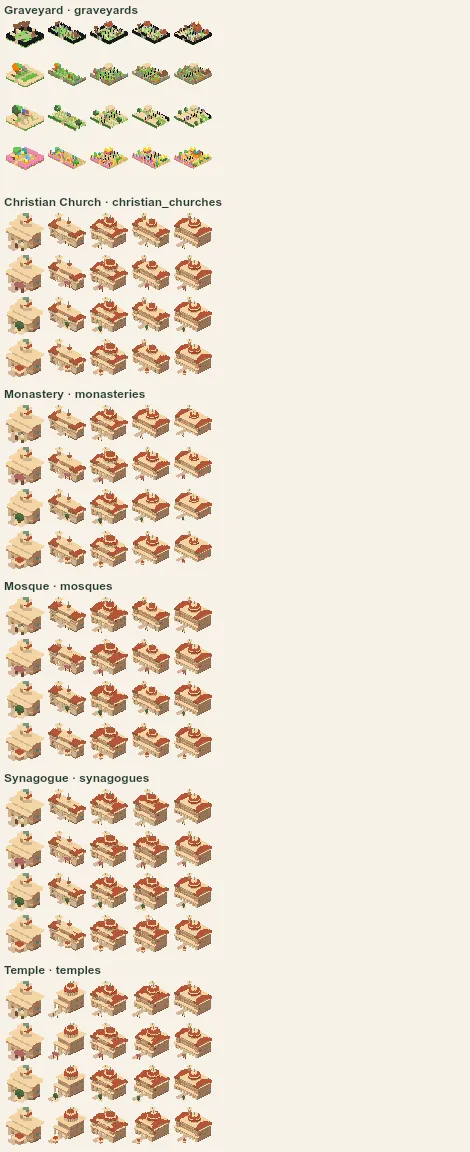 Graveyard · graveyards
Christian Church · christian_churches
Monastery · monasteries
Mosque · mosques
Synagogue · synagogues
Temple · temples